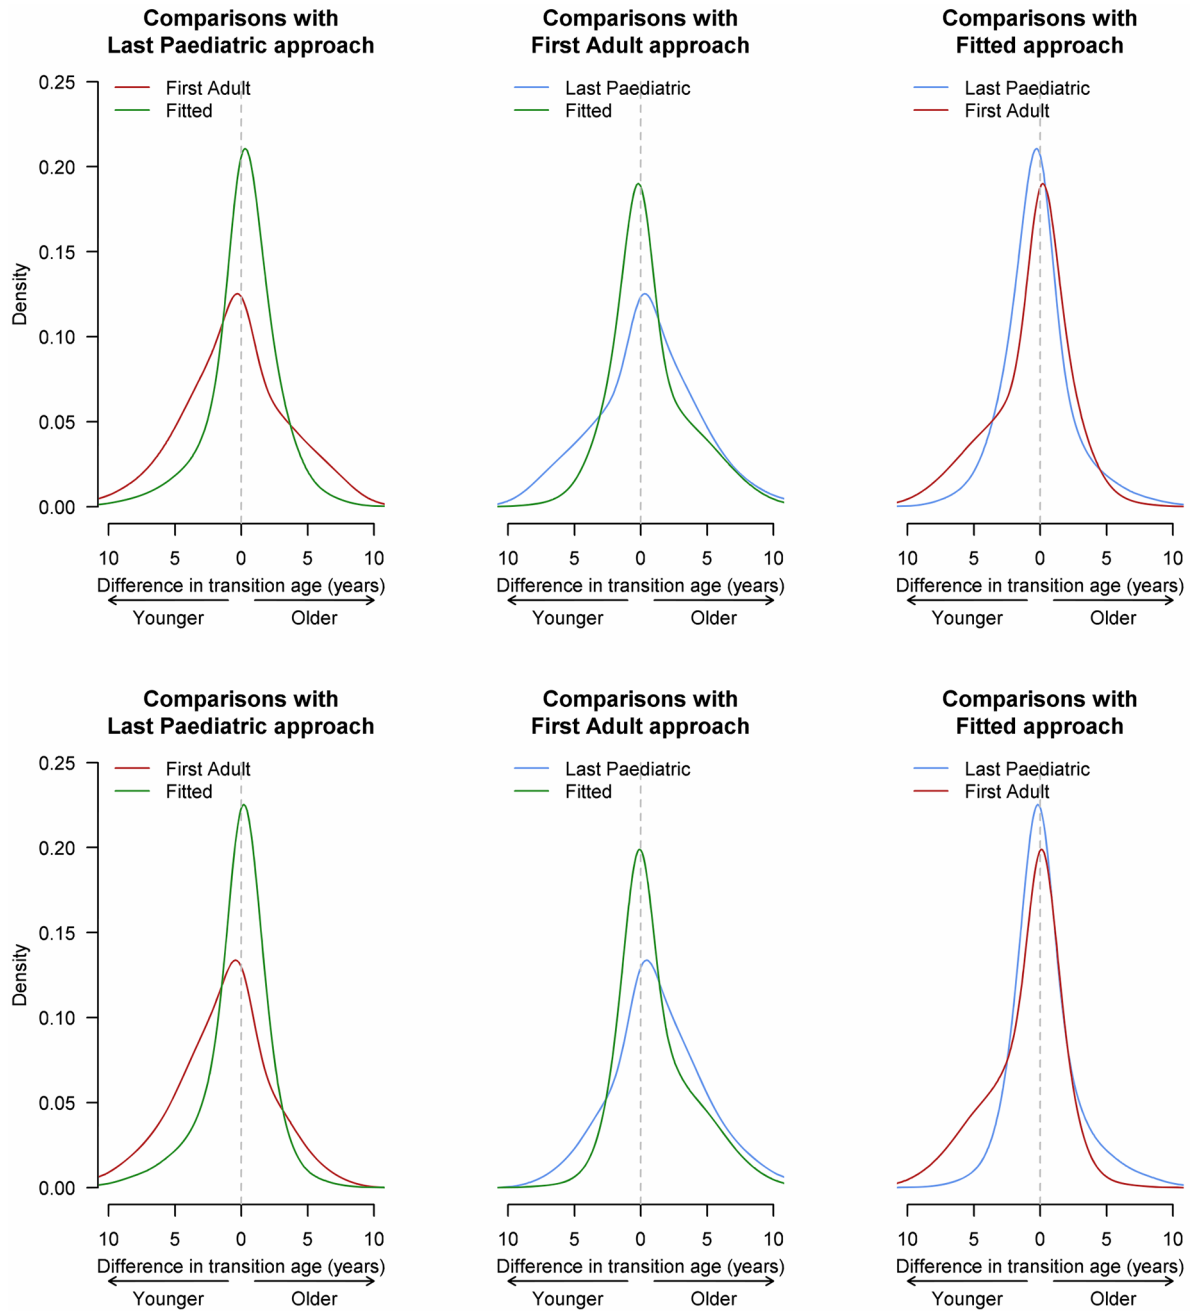 Comparisons with
Last Paediatric approach
First Adult
Fitted
0.25
0.20
0.15
0.10
0.05
0.00
Density
10 5 0 5 10
Difference in transition age (years)
Younger Older
Comparisons with
First Adult approach
Last Paediatric
Fitted
10 5 0 5 10
Difference in transition age (years)
Younger Older
Comparisons with
Fitted approach
Last Paediatric
First Adult
10 5 0 5 10
Difference in transition age (years)
Younger Older
Comparisons with
Last Paediatric approach
First Adult
Fitted
0.25
0.20
0.15
0.10
0.05
0.00
Density
10 5 0 5 10
Difference in transition age (years)
Younger Older
Comparisons with
First Adult approach
Last Paediatric
Fitted
10 5 0 5 10
Difference in transition age (years)
Younger Older
Comparisons with
Fitted approach
Last Paediatric
First Adult
10 5 0 5 10
Difference in transition age (years)
Younger Older